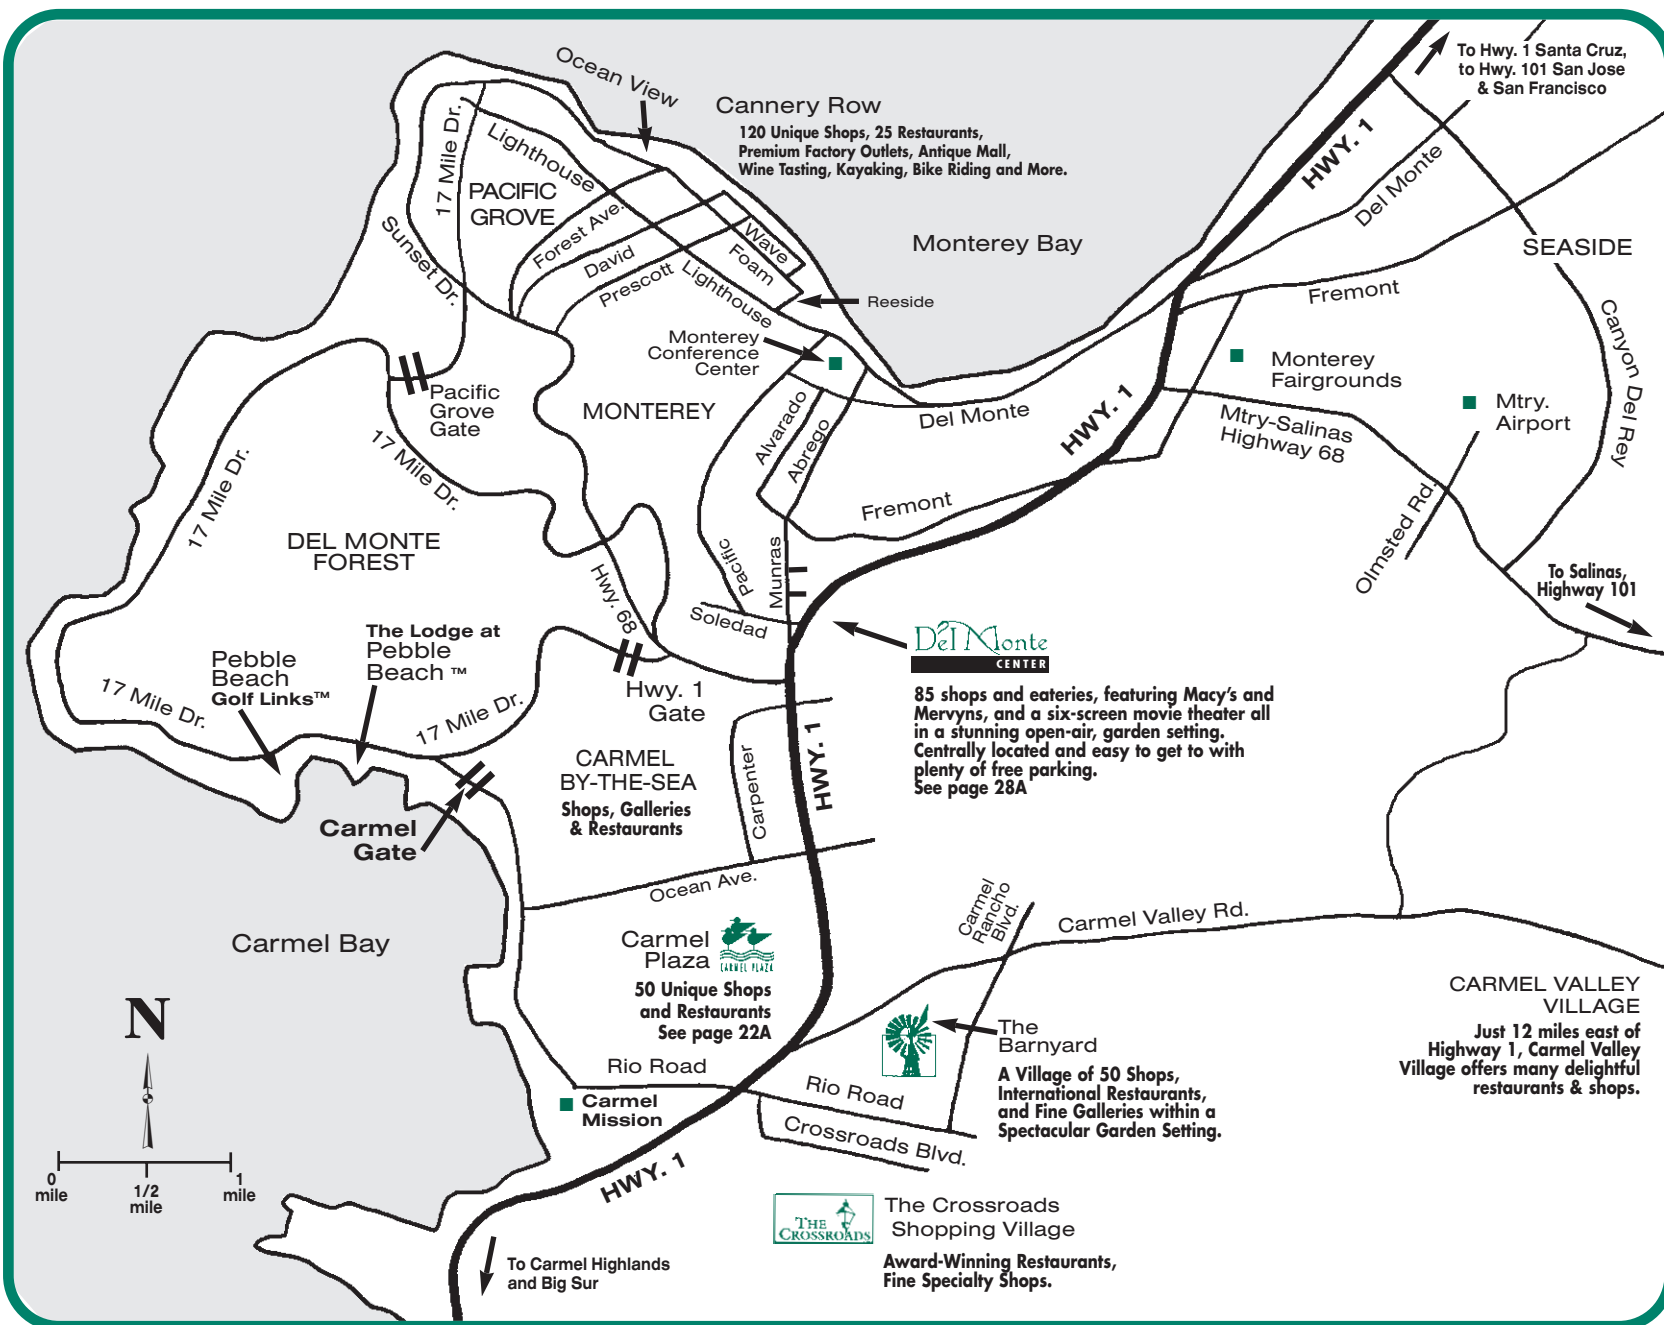 To Hwy. 1 Santa Cruz,
to Hwy. 101 San Jose
& San Francisco
Ocean View
Cannery Row
120 Unique Shops, 25 Restaurants,
Premium Factory Outlets, Antique Mall,
Wine Tasting, Kayaking, Bike Riding and More.
17 Mile Dr.
Lighthouse
PACIFIC
GROVE
Sunset Dr.
Forest Ave.
David
Prescott
Lighthouse
Wave
Foam
Reeside
Monterey Bay
HWY. 1
Del Monte
SEASIDE
Fremont
Canyon Del Rey
Monterey
Conference
Center
Monterey
Fairgrounds
Mtry.
Airport
Mtry-Salinas
Highway 68
Olmsted Rd.
To Salinas,
Highway 101
Pacific
Grove
Gate
MONTEREY
Alvarado
Abrego
Del Monte
HWY. 1
Fremont
17 Mile Dr.
17 Mile Dr.
DEL MONTE
FOREST
Hwy. 68
Pacific
Munras
Soledad
Del Monte
CENTER
85 shops and eateries, featuring Macy's and
Mervyns, and a six-screen movie theater all
in a stunning open-air, garden setting.
Centrally located and easy to get to with
plenty of free parking.
See page 28A
The Lodge at
Pebble
Beach ™
Pebble
Beach
Golf Links™
17 Mile Dr.
17 Mile Dr.
Hwy. 1
Gate
CARMEL
BY-THE-SEA
Shops, Galleries
& Restaurants
Carpenter
HWY. 1
Carmel
Gate
Ocean Ave.
Carmel Bay
Carmel
Plaza
CARMEL PLAZA
50 Unique Shops
and Restaurants
See page 22A
Carmel
Rancho
Blvd.
Carmel Valley Rd.
CARMEL VALLEY
VILLAGE
Just 12 miles east of
Highway 1, Carmel Valley
Village offers many delightful
restaurants & shops.
The
Barnyard
A Village of 50 Shops,
International Restaurants,
and Fine Galleries within a
Spectacular Garden Setting.
Rio Road
Rio Road
Carmel
Mission
Crossroads Blvd.
HWY. 1
N
0
mile
1/2
mile
1
mile
THE
CROSSROADS
The Crossroads
Shopping Village
Award-Winning Restaurants,
Fine Specialty Shops.
To Carmel Highlands
and Big Sur